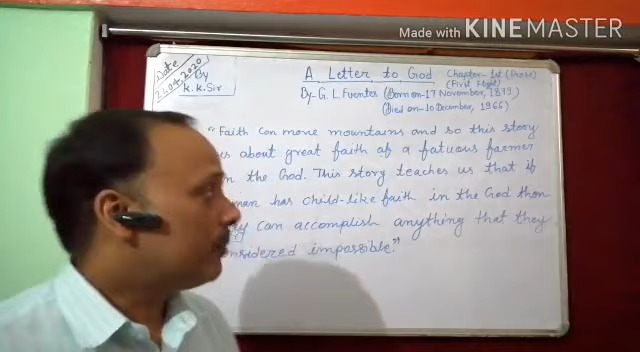 Made with KINEMASTER
Date
24.04.2020
By
K. K. Sir
A Letter to God Chapter-1st (Prose)
(First Flight)
By- G. L Fuentes (Born on-17 November, 1879)
(Died on-10 December, 1966)
"Faith can move mountains and so this story
about great faith of a fatuous farmer
the God. This story teaches us that if
man has child-like faith in the God then
can accomplish anything that they
considered impossible."